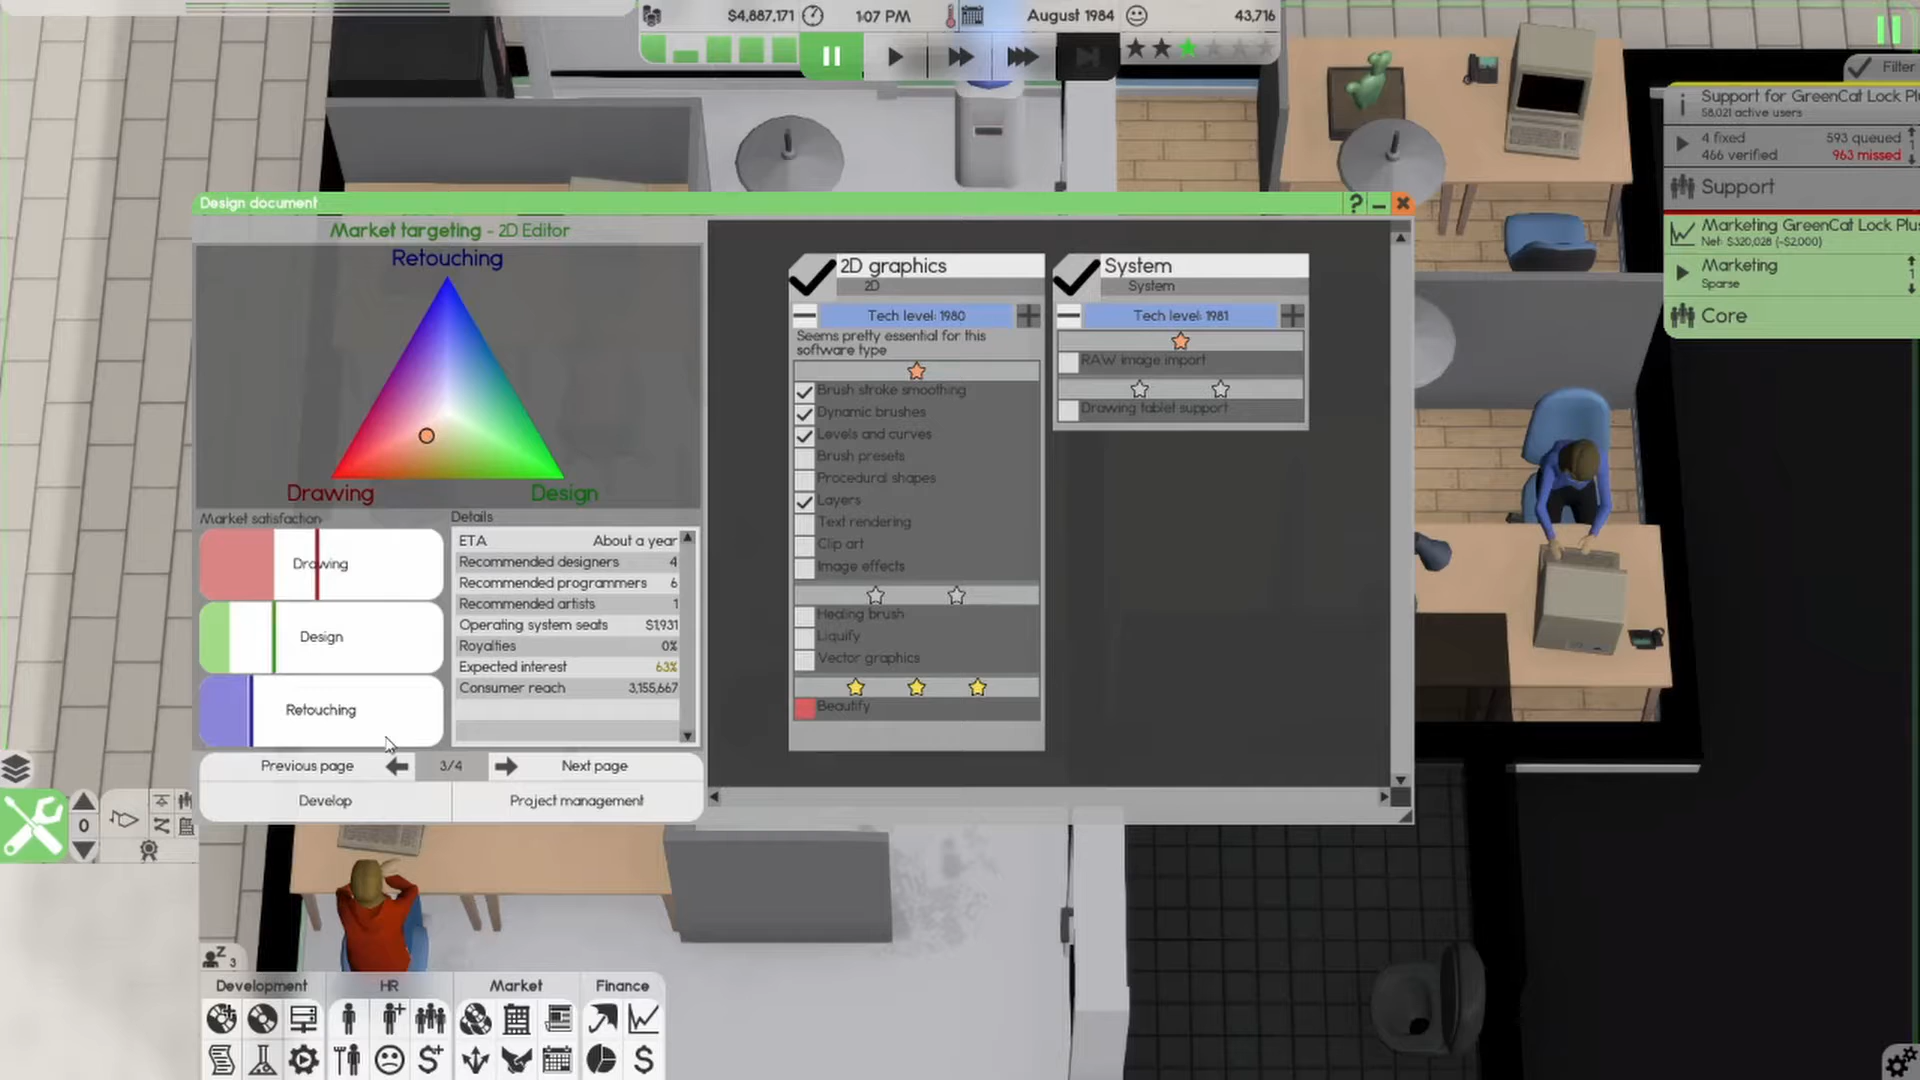 $4,887,171
1:07 PM
August 1984
43,716
Filter
Support for GreenCat Lock Plu
58,021 active users
4 fixed
593 queued
466 verified
963 missed
Support
Marketing GreenCat Lock Plus
Net: $320,028 (-$2,000)
Marketing
Sparse
1
1
Core
Design document
?
Market targeting - 2D Editor
Retouching
Drawing
Design
Market satisfaction
Drawing
Design
Retouching
Details
ETA About a year
Recommended designers 4
Recommended programmers 6
Recommended artists 1
Operating system seats $1,931
Royalties 0%
Expected interest 63%
Consumer reach 3,155,667
Previous page
3/4
Next page
Develop
Project management
2D graphics
2D
Tech level: 1980
Seems pretty essential for this
software type
Brush stroke smoothing
Dynamic brushes
Levels and curves
Brush presets
Procedural shapes
Layers
Text rendering
Clip art
Image effects
Healing brush
Liquify
Vector graphics
Beautify
System
System
Tech level: 1981
RAW image import
Drawing tablet support
0
Z
3
Development
HR
Market
Finance